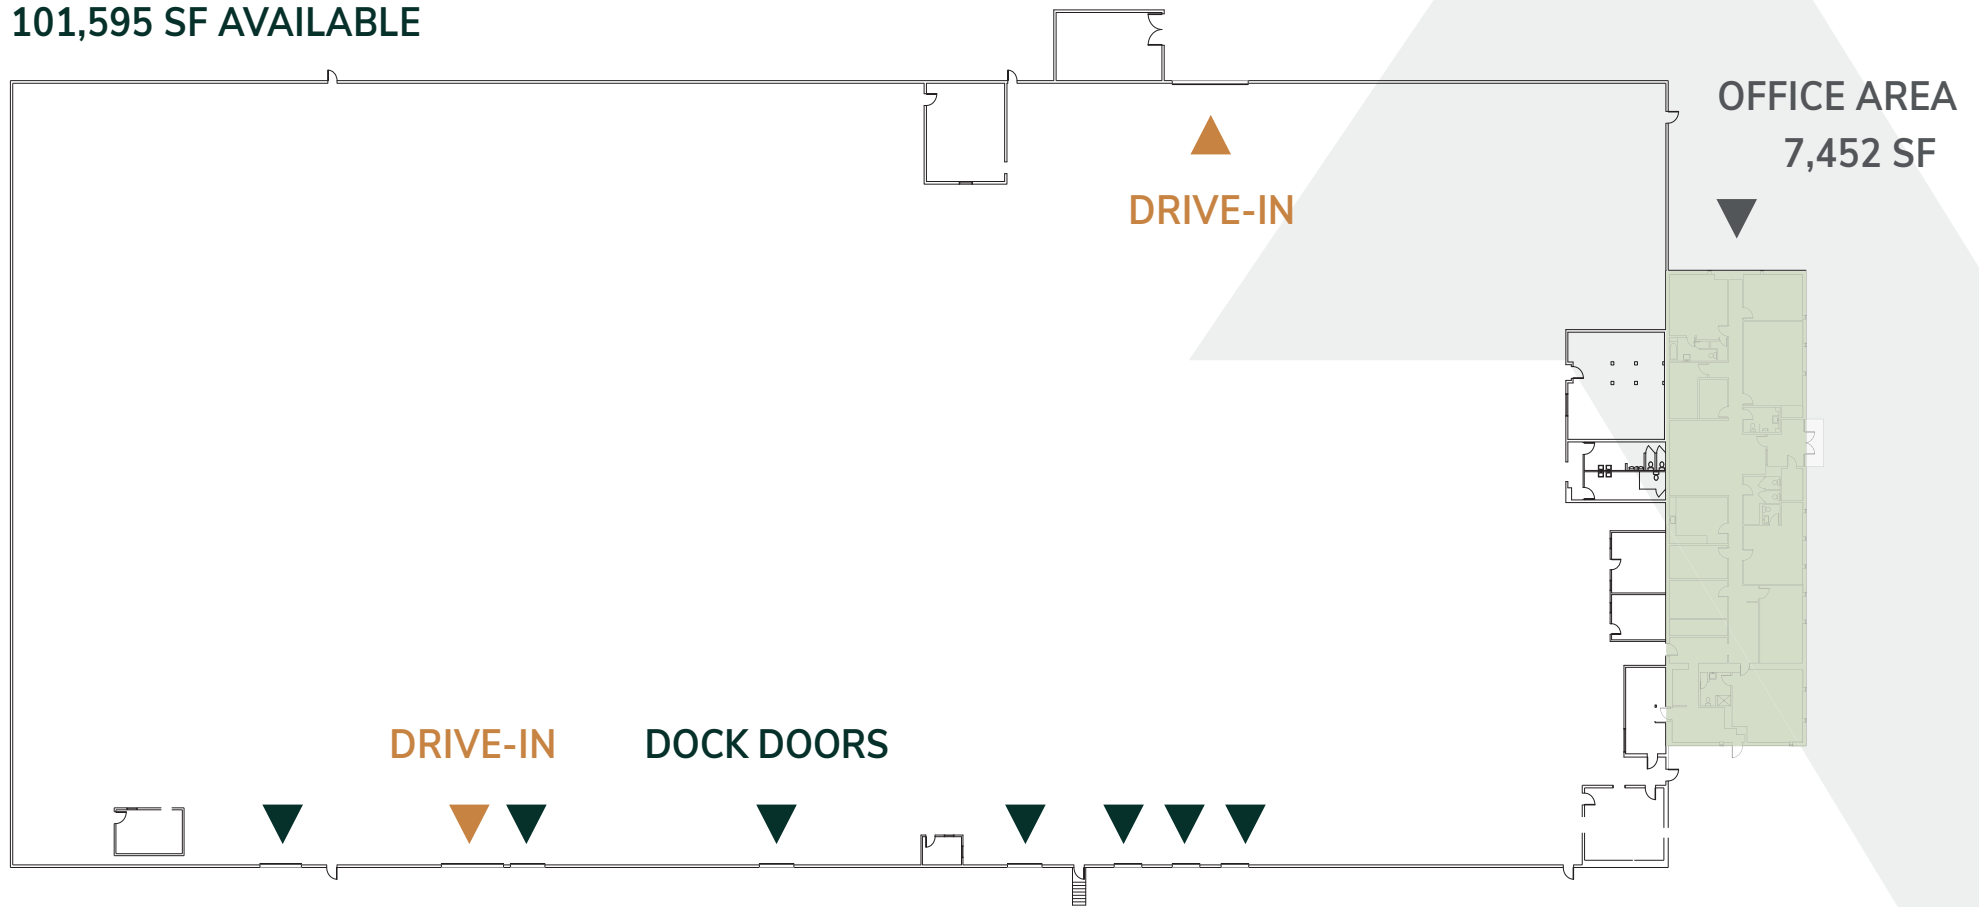 101,595 SF AVAILABLE
OFFICE AREA
7,452 SF
DRIVE-IN
DRIVE-IN
DOCK DOORS